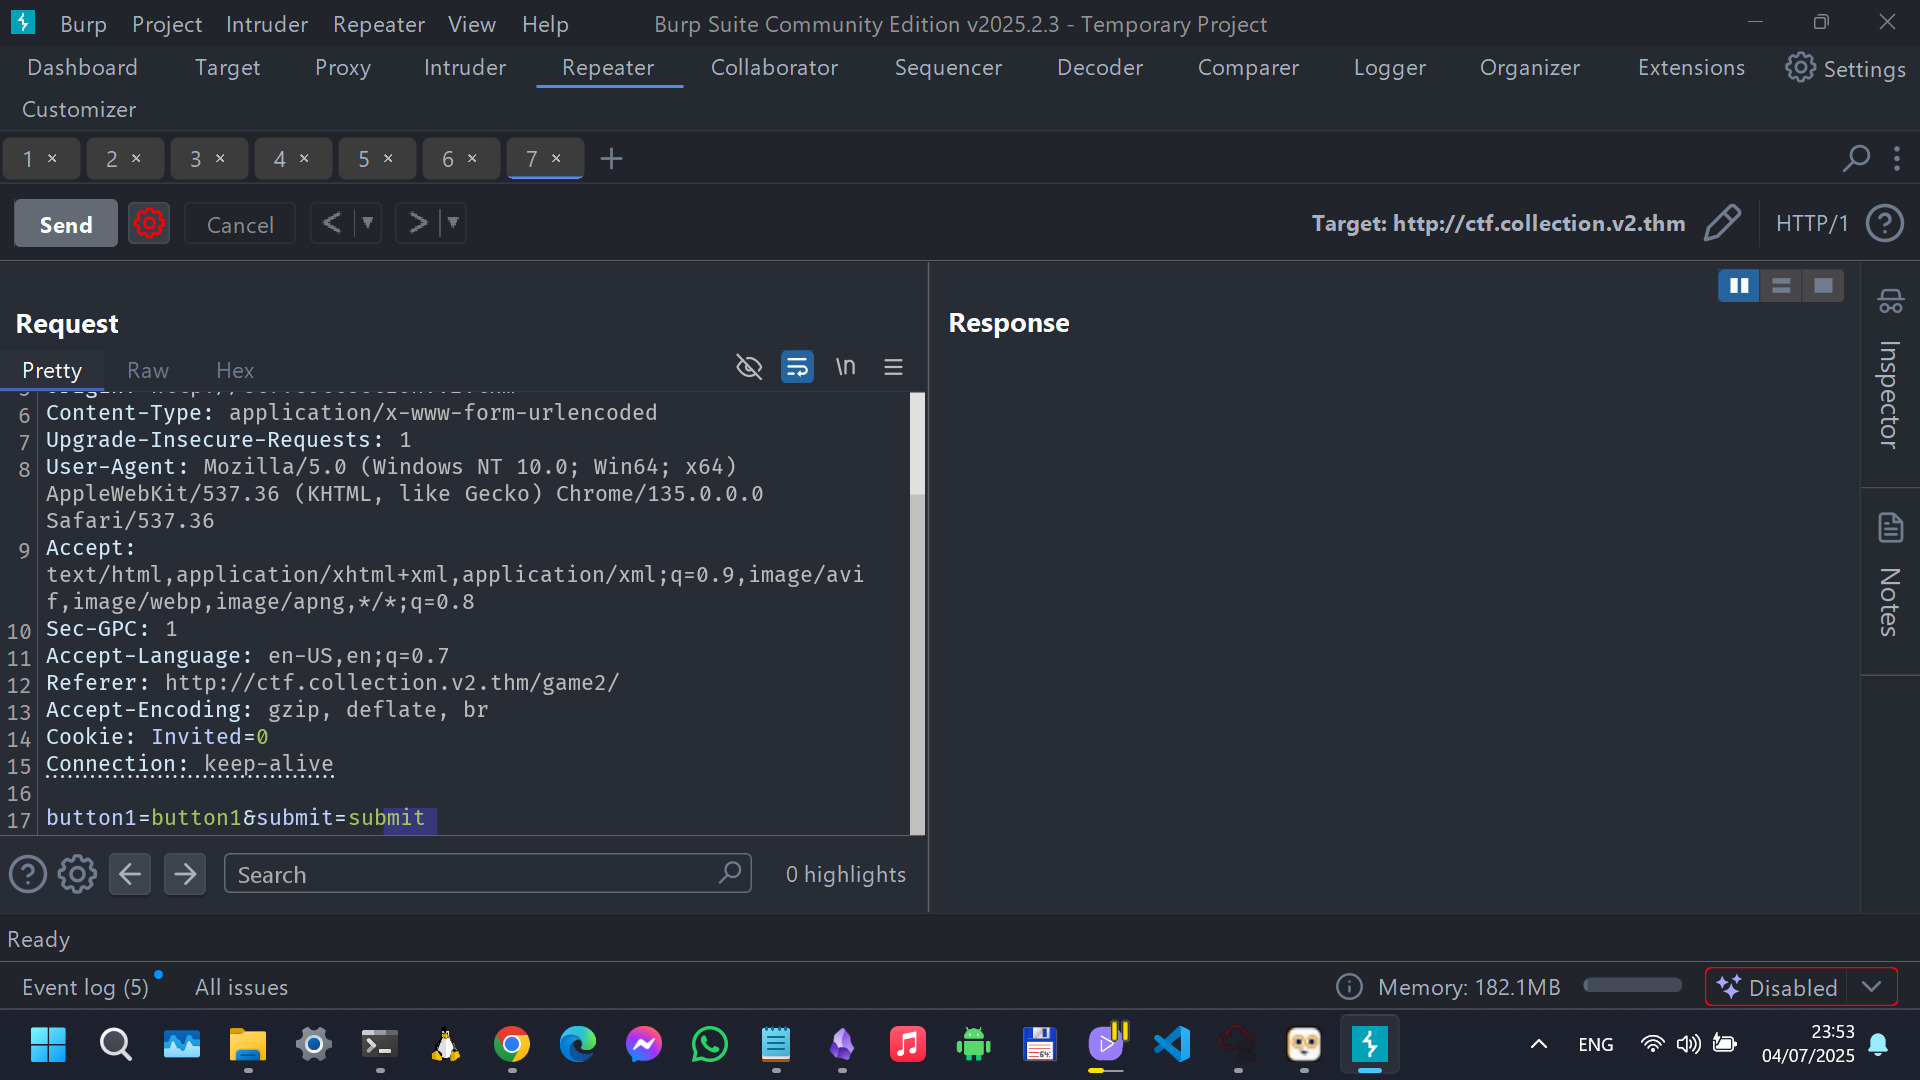 Burp Project Intruder Repeater View Help Burp Suite Community Edition v2025.2.3 - Temporary Project
Dashboard Target Proxy Intruder Repeater Collaborator Sequencer Decoder Comparer Logger Organizer Extensions Settings
Customizer
1 × 2 × 3 × 4 × 5 × 6 × 7 × +
Send Cancel < > Target: http://ctf.collection.v2.thm HTTP/1 ?
Request
Response
Pretty Raw Hex \n
6 Content-Type: application/x-www-form-urlencoded
7 Upgrade-Insecure-Requests: 1
8 User-Agent: Mozilla/5.0 (Windows NT 10.0; Win64; x64)
AppleWebKit/537.36 (KHTML, like Gecko) Chrome/135.0.0.0
Safari/537.36
9 Accept:
text/html,application/xhtml+xml,application/xml;q=0.9,image/avi
f,image/webp,image/apng,*/*;q=0.8
10 Sec-GPC: 1
11 Accept-Language: en-US,en;q=0.7
12 Referer: http://ctf.collection.v2.thm/game2/
13 Accept-Encoding: gzip, deflate, br
14 Cookie: Invited=0
15 Connection: keep-alive
16
17 button1=button1&submit=submit
Inspector
Notes
? Search 0 highlights
Ready
Event log (5) All issues Memory: 182.1MB Disabled
ENG 23:53
04/07/2025